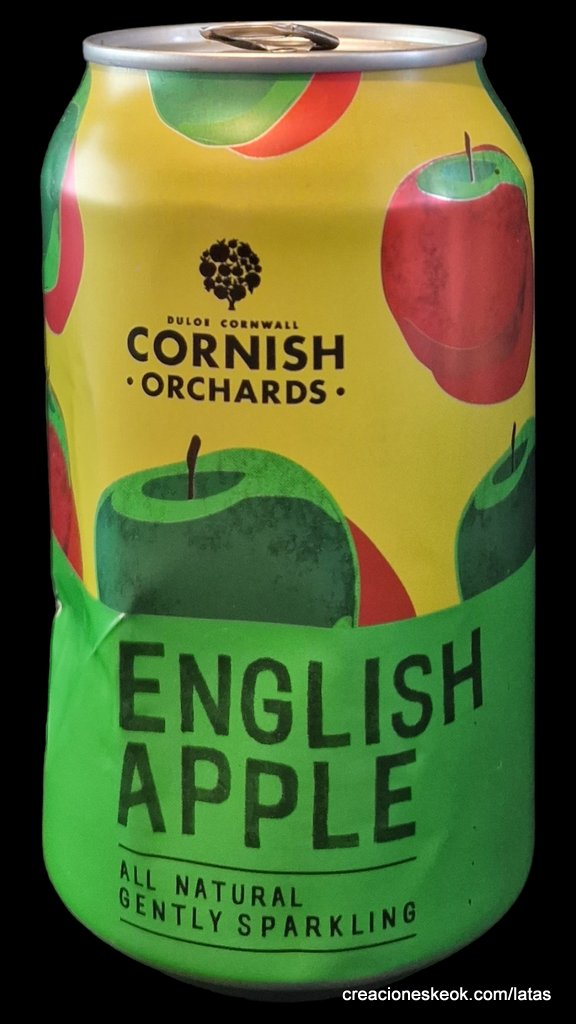 DULOE CORNWALL
CORNISH
• ORCHARDS •
ENGLISH
APPLE
ALL NATURAL
GENTLY SPARKLING
creacioneskeok.com/latas